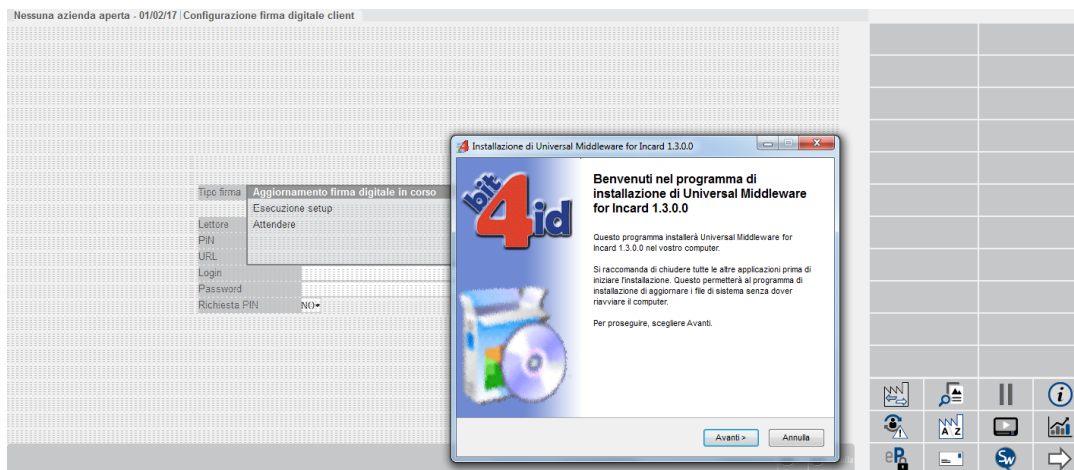 Nessuna azienda aperta - 01/02/17 | Configurazione firma digitale client
Installazione di Universal Middleware for Incard 1.3.0.0
bit
4id
Benvenuti nel programma di
installazione di Universal Middleware
for Incard 1.3.0.0
Questo programma installerà Universal Middleware for
Incard 1.3.0.0 nel vostro computer.
Si raccomanda di chiudere tutte le altre applicazioni prima di
iniziare l'installazione. Questo permetterà al programma di
installazione di aggiornare i file di sistema senza dover
riavviare il computer.
Per proseguire, scegliere Avanti.
Avanti >
Annulla
Tipo firma
Aggiornamento firma digitale in corso
Esecuzione setup
Lettore
Attendere
PIN
URL
Login
Password
Richiesta PIN
NO
i
A Z
eP
Sw